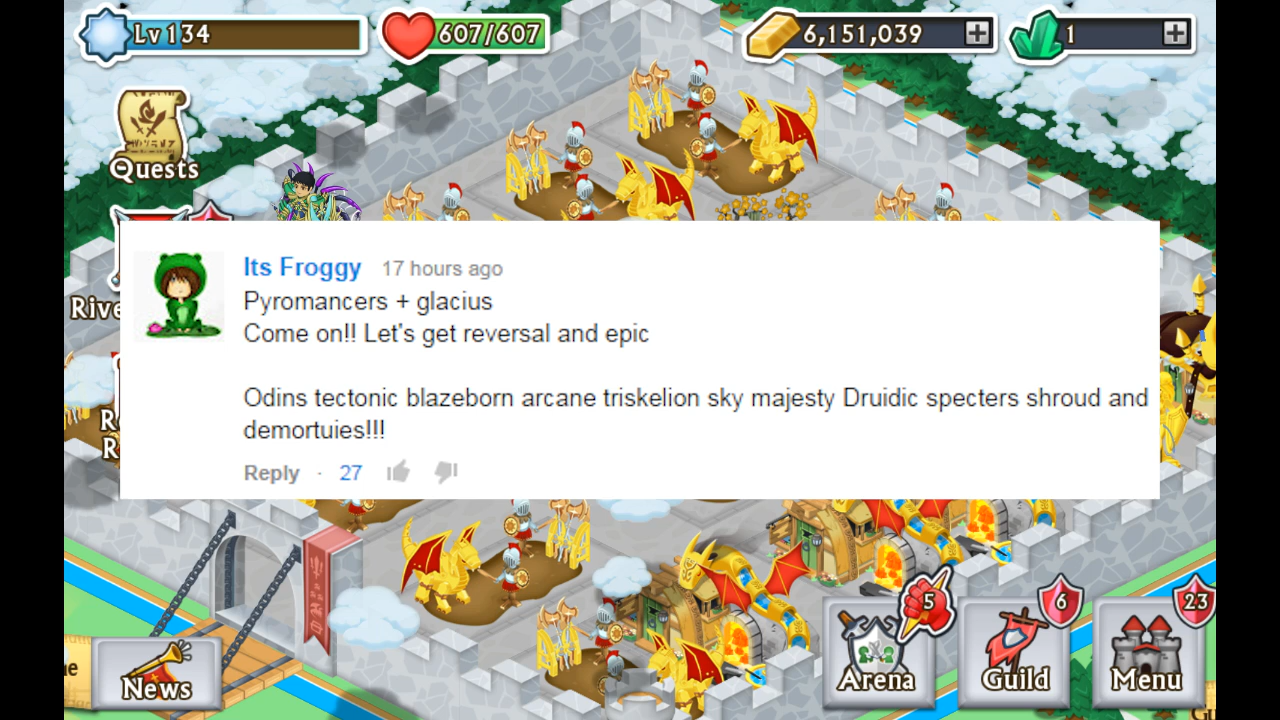 Lv 134
607/607
6,151,039
1
Quests
Rive
Its Froggy 17 hours ago
Pyromancers + glacius
Come on!! Let's get reversal and epic
Odins tectonic blazeborn arcane triskelion sky majesty Druidic specters shroud and
demortuies!!!
Reply · 27
R
R
News
5
Arena
6
Guild
23
Menu